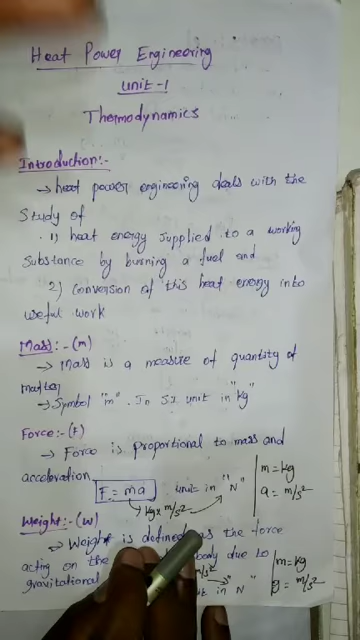 Heat Power Engineering
Unit-1
Thermodynamics
Introduction:-
→ heat power engineering deals with the
Study of
1) heat energy supplied to a working
Substance by burning a fuel and
2) Conversion of this heat energy into
useful work
Mass:-(m)
→ Mass is a measure of quantity of
matter
→ Symbol "m". In S.I unit in "kg"
Force:-(F)
→ Force is proportional to mass and
acceleration
F = ma unit in "N" m = kg
kg × m/s² a = m/s²
Weight:-(W)
→ Weight is defined as the force
acting on the body due to m = kg
gravitational m/s² → in N" g = m/s²